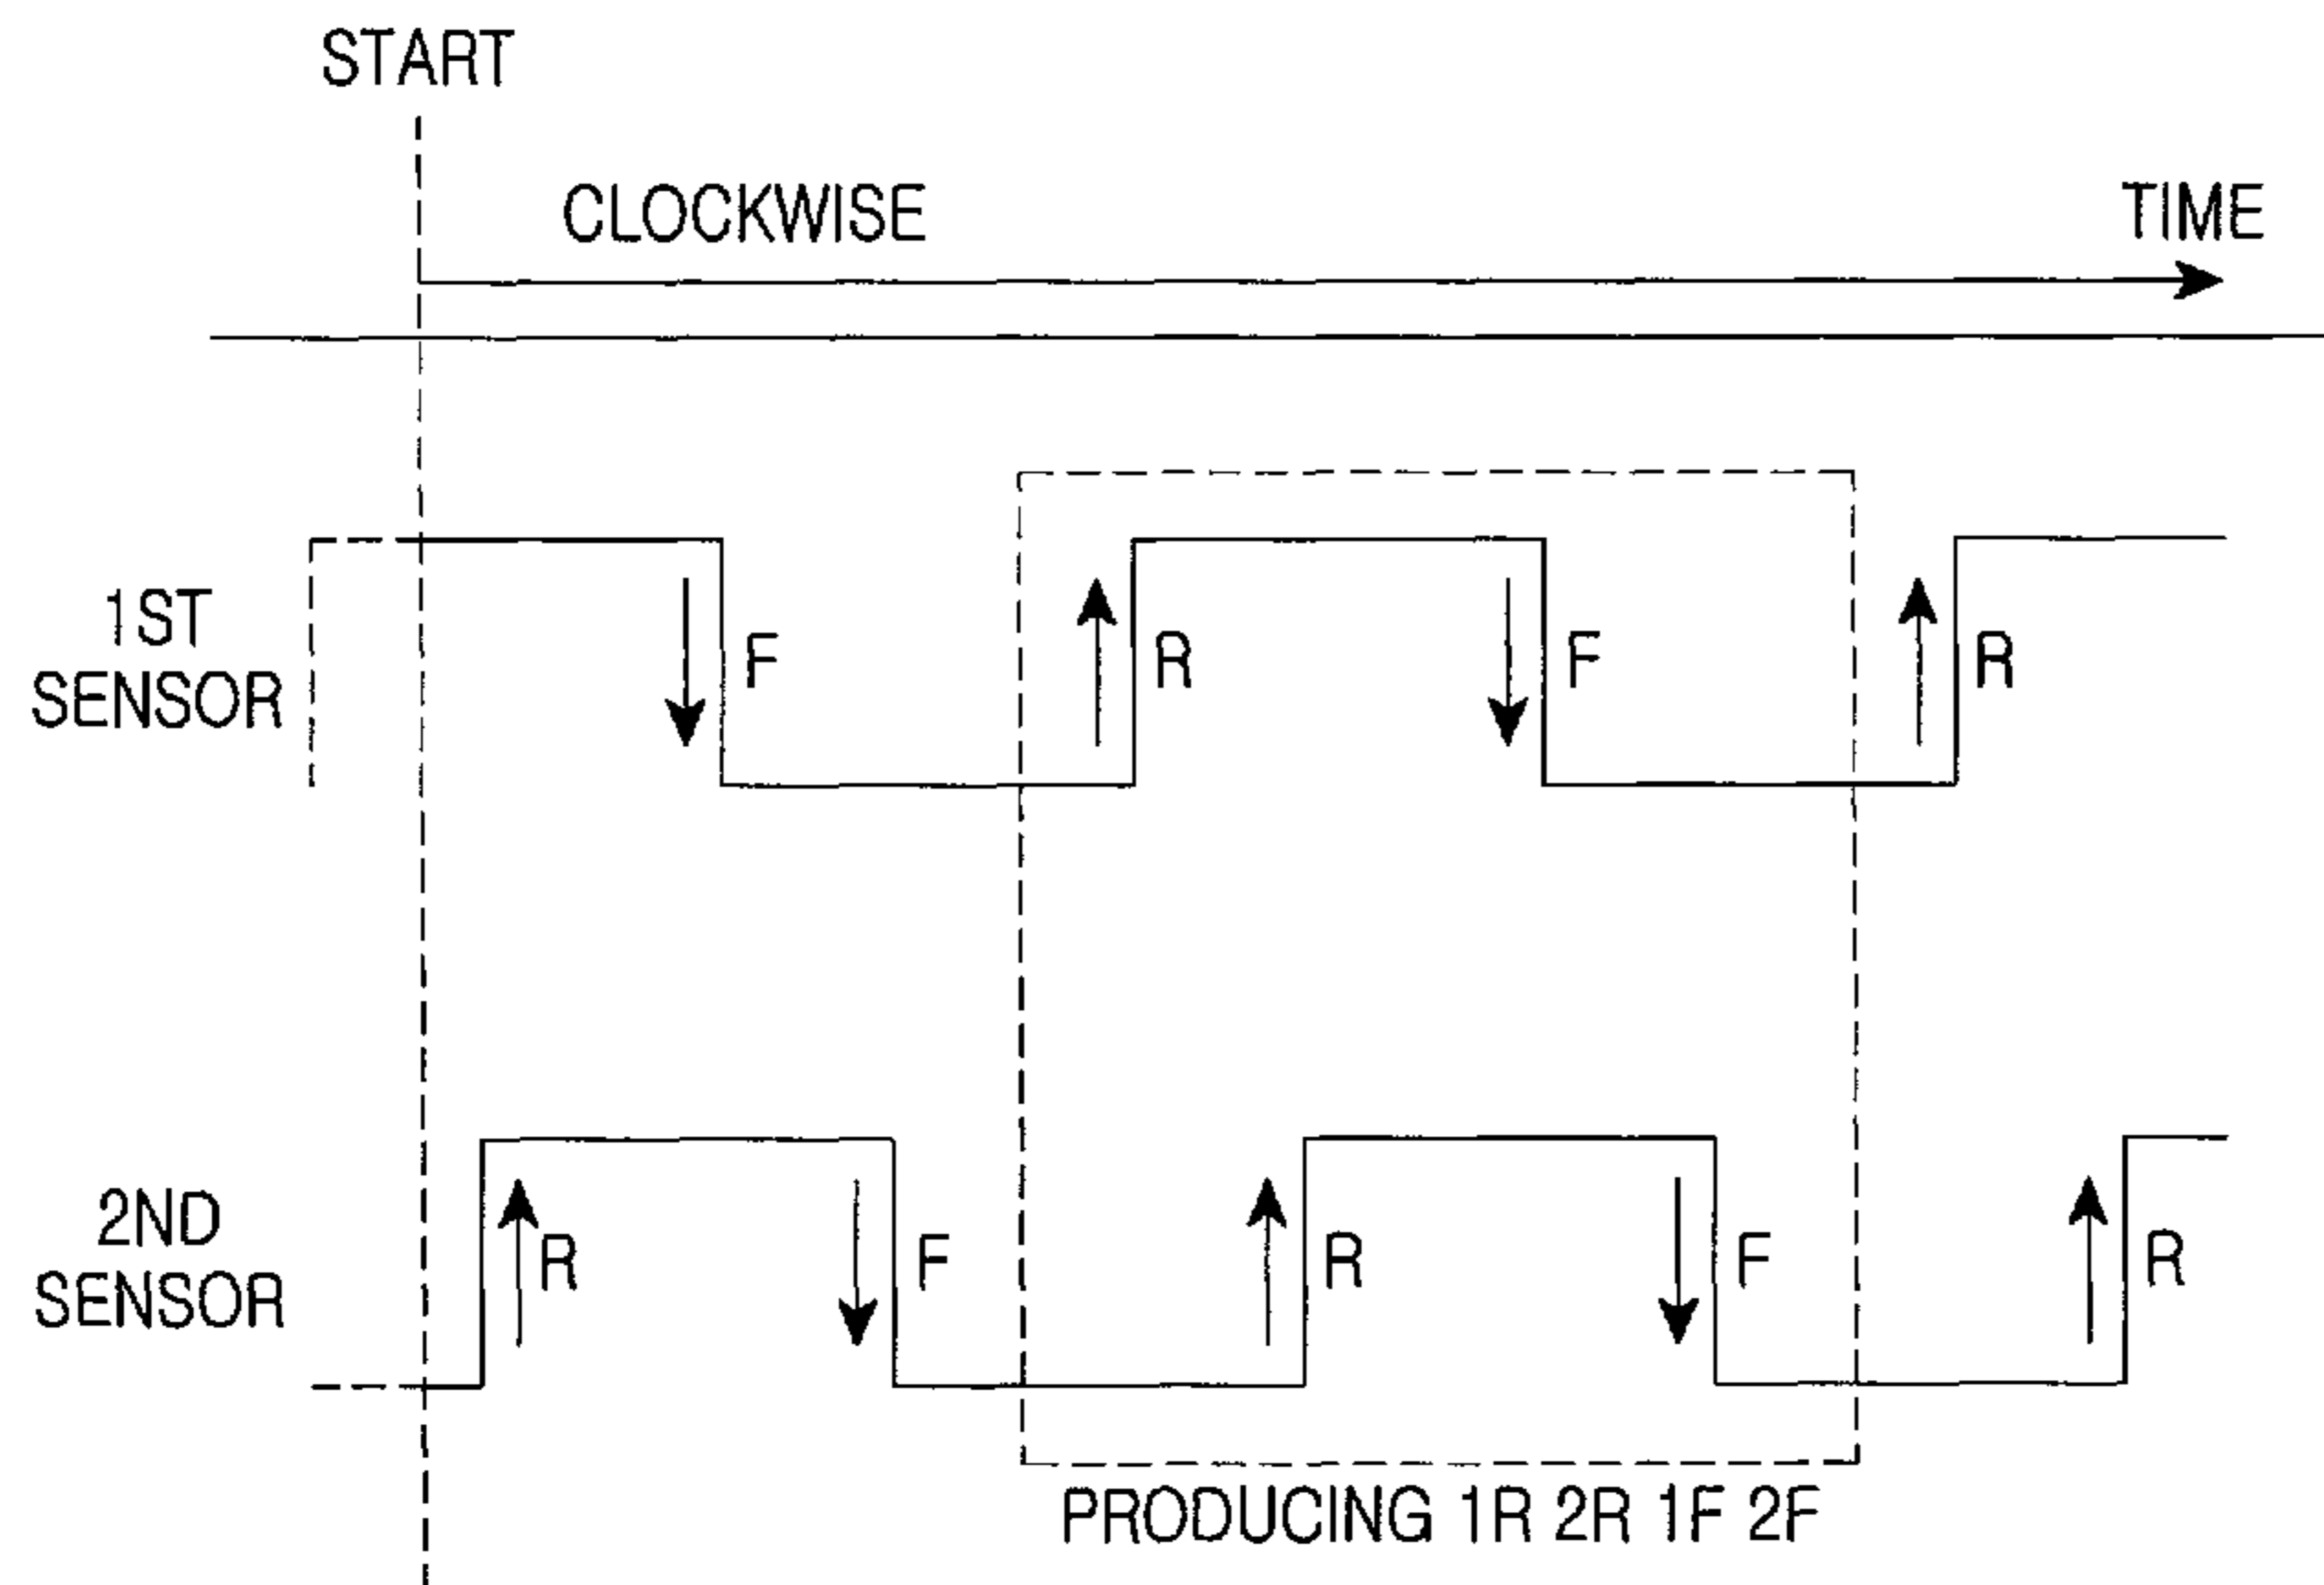 START
CLOCKWISE
TIME
1ST
SENSOR
F
R
F
R
2ND
SENSOR
R
F
R
F
R
PRODUCING 1R 2R 1F 2F